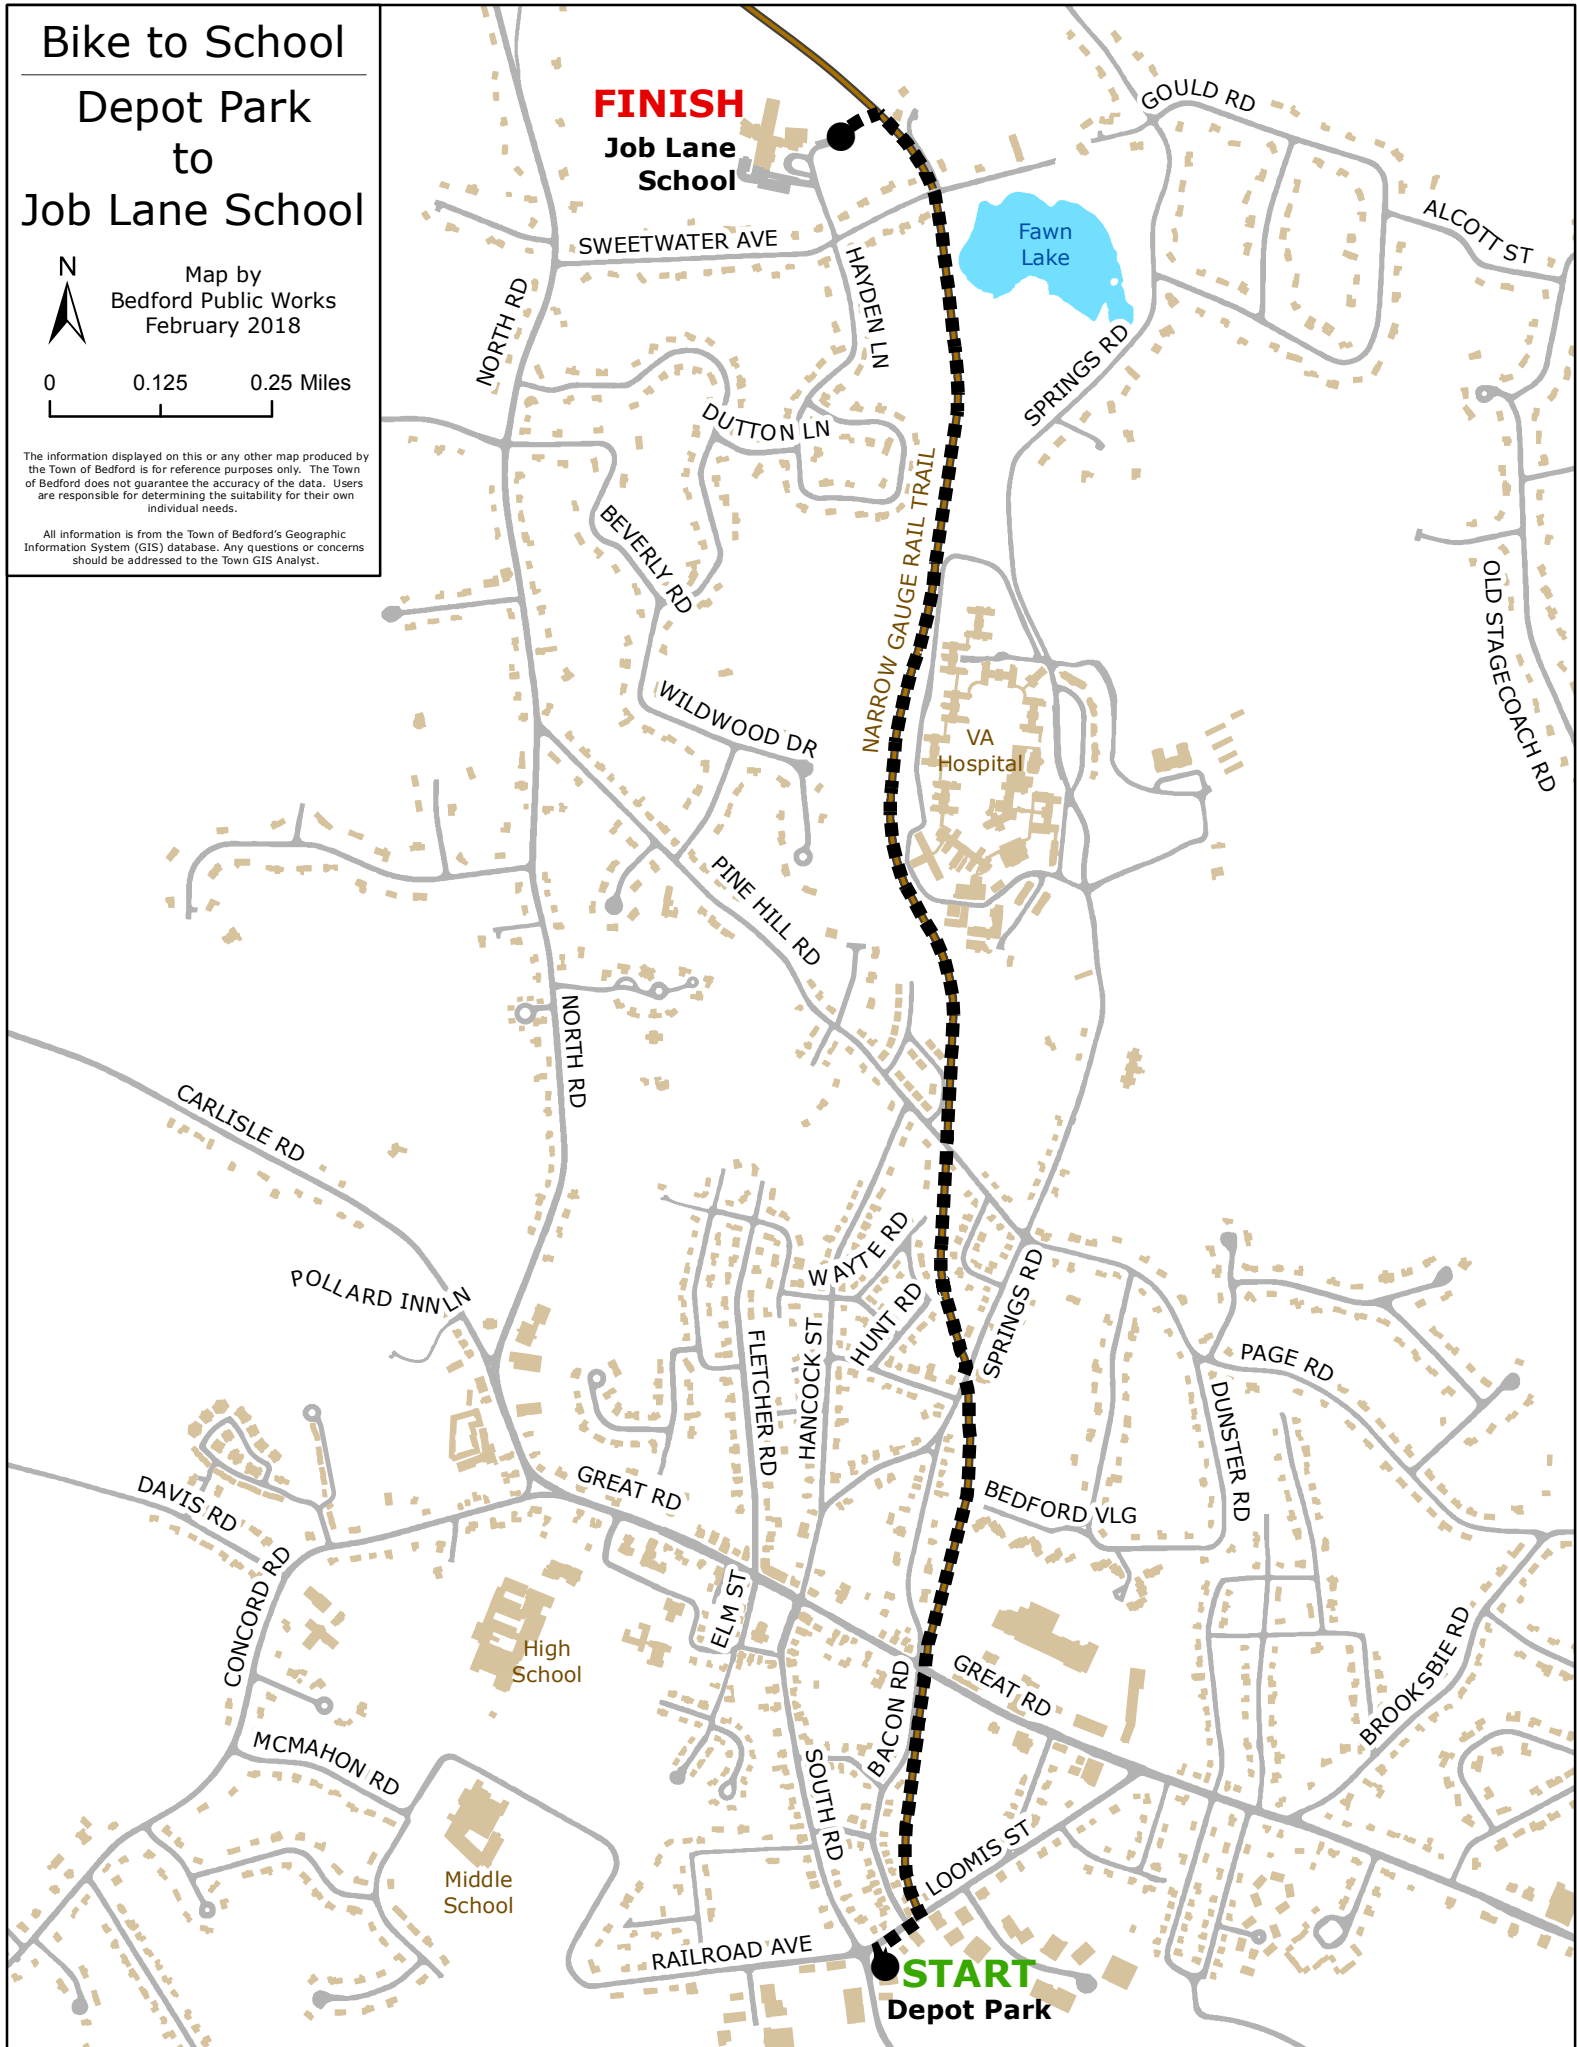 Bike to School
Depot Park
to
Job Lane School
N
Map by
Bedford Public Works
February 2018
0 0.125 0.25 Miles
The information displayed on this or any other map produced by
the Town of Bedford is for reference purposes only. The Town
of Bedford does not guarantee the accuracy of the data. Users
are responsible for determining the suitability for their own
individual needs.
All information is from the Town of Bedford's Geographic
Information System (GIS) database. Any questions or concerns
should be addressed to the Town GIS Analyst.
FINISH
Job Lane
School
GOULD RD
ALCOTT ST
SWEETWATER AVE
Fawn
Lake
HAYDEN LN
NORTH RD
SPRINGS RD
DUTTON LN
NARROW GAUGE RAIL TRAIL
BEVERLY RD
OLD STAGECOACH RD
WILDWOOD DR
VA
Hospital
PINE HILL RD
NORTH RD
CARLISLE RD
WAYTE RD
POLLARD INN LN
HUNT RD
SPRINGS RD
FLETCHER RD
HANCOCK ST
PAGE RD
DUNSTER RD
GREAT RD
DAVIS RD
BEDFORD VLG
CONCORD RD
ELM ST
High
School
GREAT RD
BROOKSBIE RD
BACON RD
MCMAHON RD
SOUTH RD
LOOMIS ST
Middle
School
RAILROAD AVE
START
Depot Park